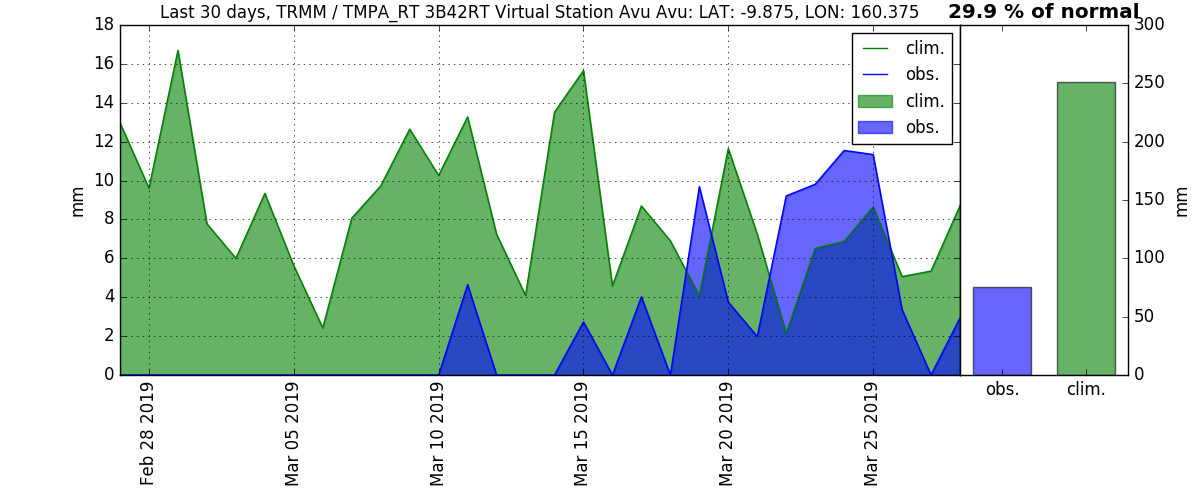 Last 30 days, TRMM / TMPA_RT 3B42RT Virtual Station Avu Avu: LAT: -9.875, LON: 160.375
29.9 % of normal
18
16
14
12
10
8
6
4
2
0
mm
clim.
obs.
clim.
obs.
Feb 28 2019
Mar 05 2019
Mar 10 2019
Mar 15 2019
Mar 20 2019
Mar 25 2019
300
250
200
150
100
50
0
mm
obs.
clim.